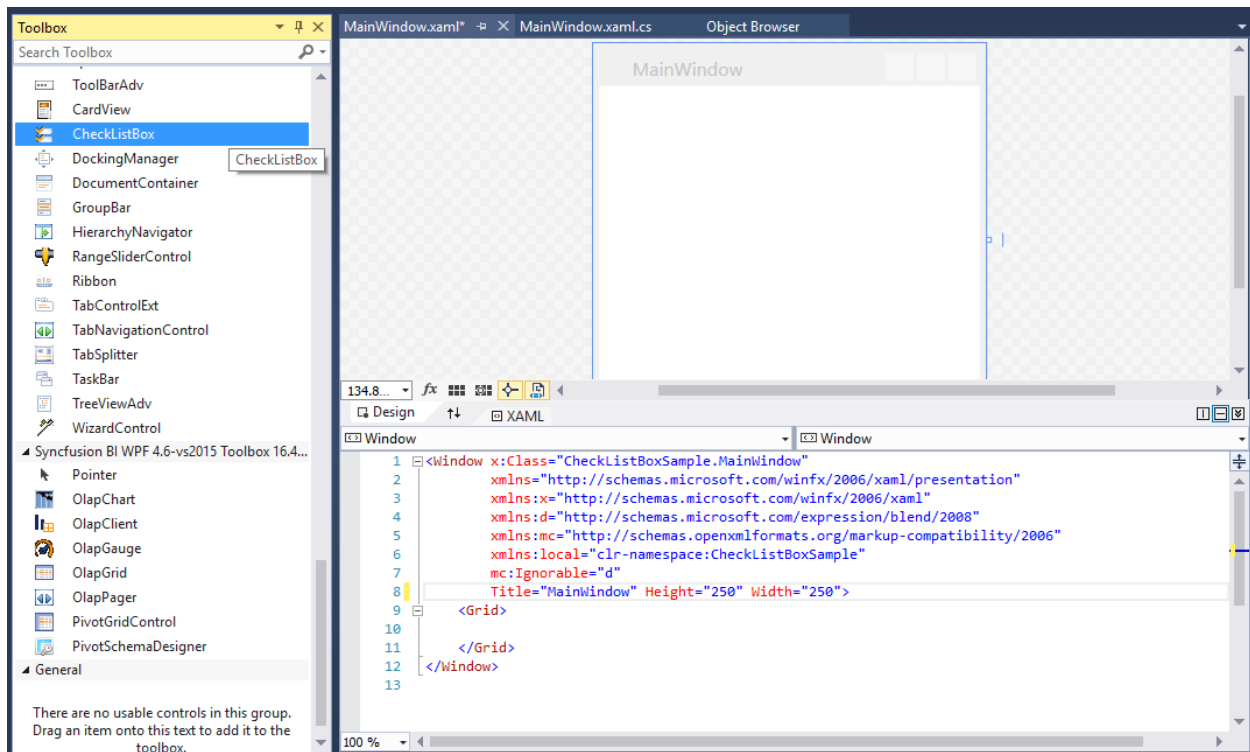 Toolbox
Search Toolbox
ToolBarAdv
CardView
CheckListBox
DockingManager
CheckListBox
DocumentContainer
GroupBar
HierarchyNavigator
RangeSliderControl
Ribbon
TabControlExt
TabNavigationControl
TabSplitter
TaskBar
TreeViewAdv
WizardControl
Syncfusion BI WPF 4.6-vs2015 Toolbox 16.4...
Pointer
OlapChart
OlapClient
OlapGauge
OlapGrid
OlapPager
PivotGridControl
PivotSchemaDesigner
General
There are no usable controls in this group.
Drag an item onto this text to add it to the
toolbox.
MainWindow.xaml* MainWindow.xaml.cs Object Browser
MainWindow
134.8... fx
Design XAML
Window Window
1 <Window x:Class="CheckListBoxSample.MainWindow"
2 xmlns="http://schemas.microsoft.com/winfx/2006/xaml/presentation"
3 xmlns:x="http://schemas.microsoft.com/winfx/2006/xaml"
4 xmlns:d="http://schemas.microsoft.com/expression/blend/2008"
5 xmlns:mc="http://schemas.openxmlformats.org/markup-compatibility/2006"
6 xmlns:local="clr-namespace:CheckListBoxSample"
7 mc:Ignorable="d"
8 Title="MainWindow" Height="250" Width="250">
9 <Grid>
10
11 </Grid>
12 </Window>
13
100 %